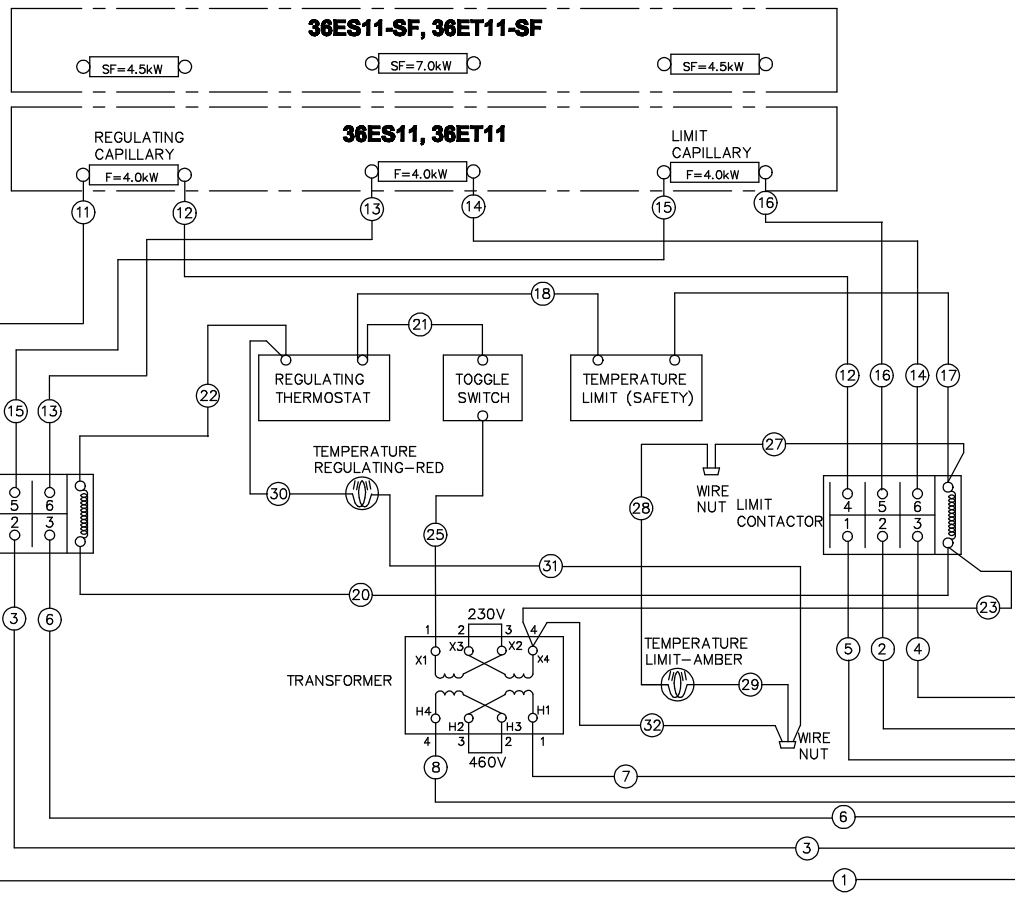 36ES11-SF, 36ET11-SF
SF=4.5kW
SF=7.0kW
SF=4.5kW
36ES11, 36ET11
REGULATING
CAPILLARY
LIMIT
CAPILLARY
F=4.0kW
F=4.0kW
F=4.0kW
11
12
13
14
15
16
18
21
22
REGULATING
THERMOSTAT
TOGGLE
SWITCH
TEMPERATURE
LIMIT (SAFETY)
12
16
14
17
15
13
TEMPERATURE
REGULATING-RED
30
27
WIRE
NUT
28
LIMIT
CONTACTOR
5
6
2
3
4
5
6
1
2
3
25
31
20
3
6
23
230V
1
2
3
4
X1
X3
X2
X4
TRANSFORMER
H4
H2
H3
H1
4
3
2
1
460V
TEMPERATURE
LIMIT-AMBER
29
32
WIRE
NUT
5
2
4
8
7
6
3
1